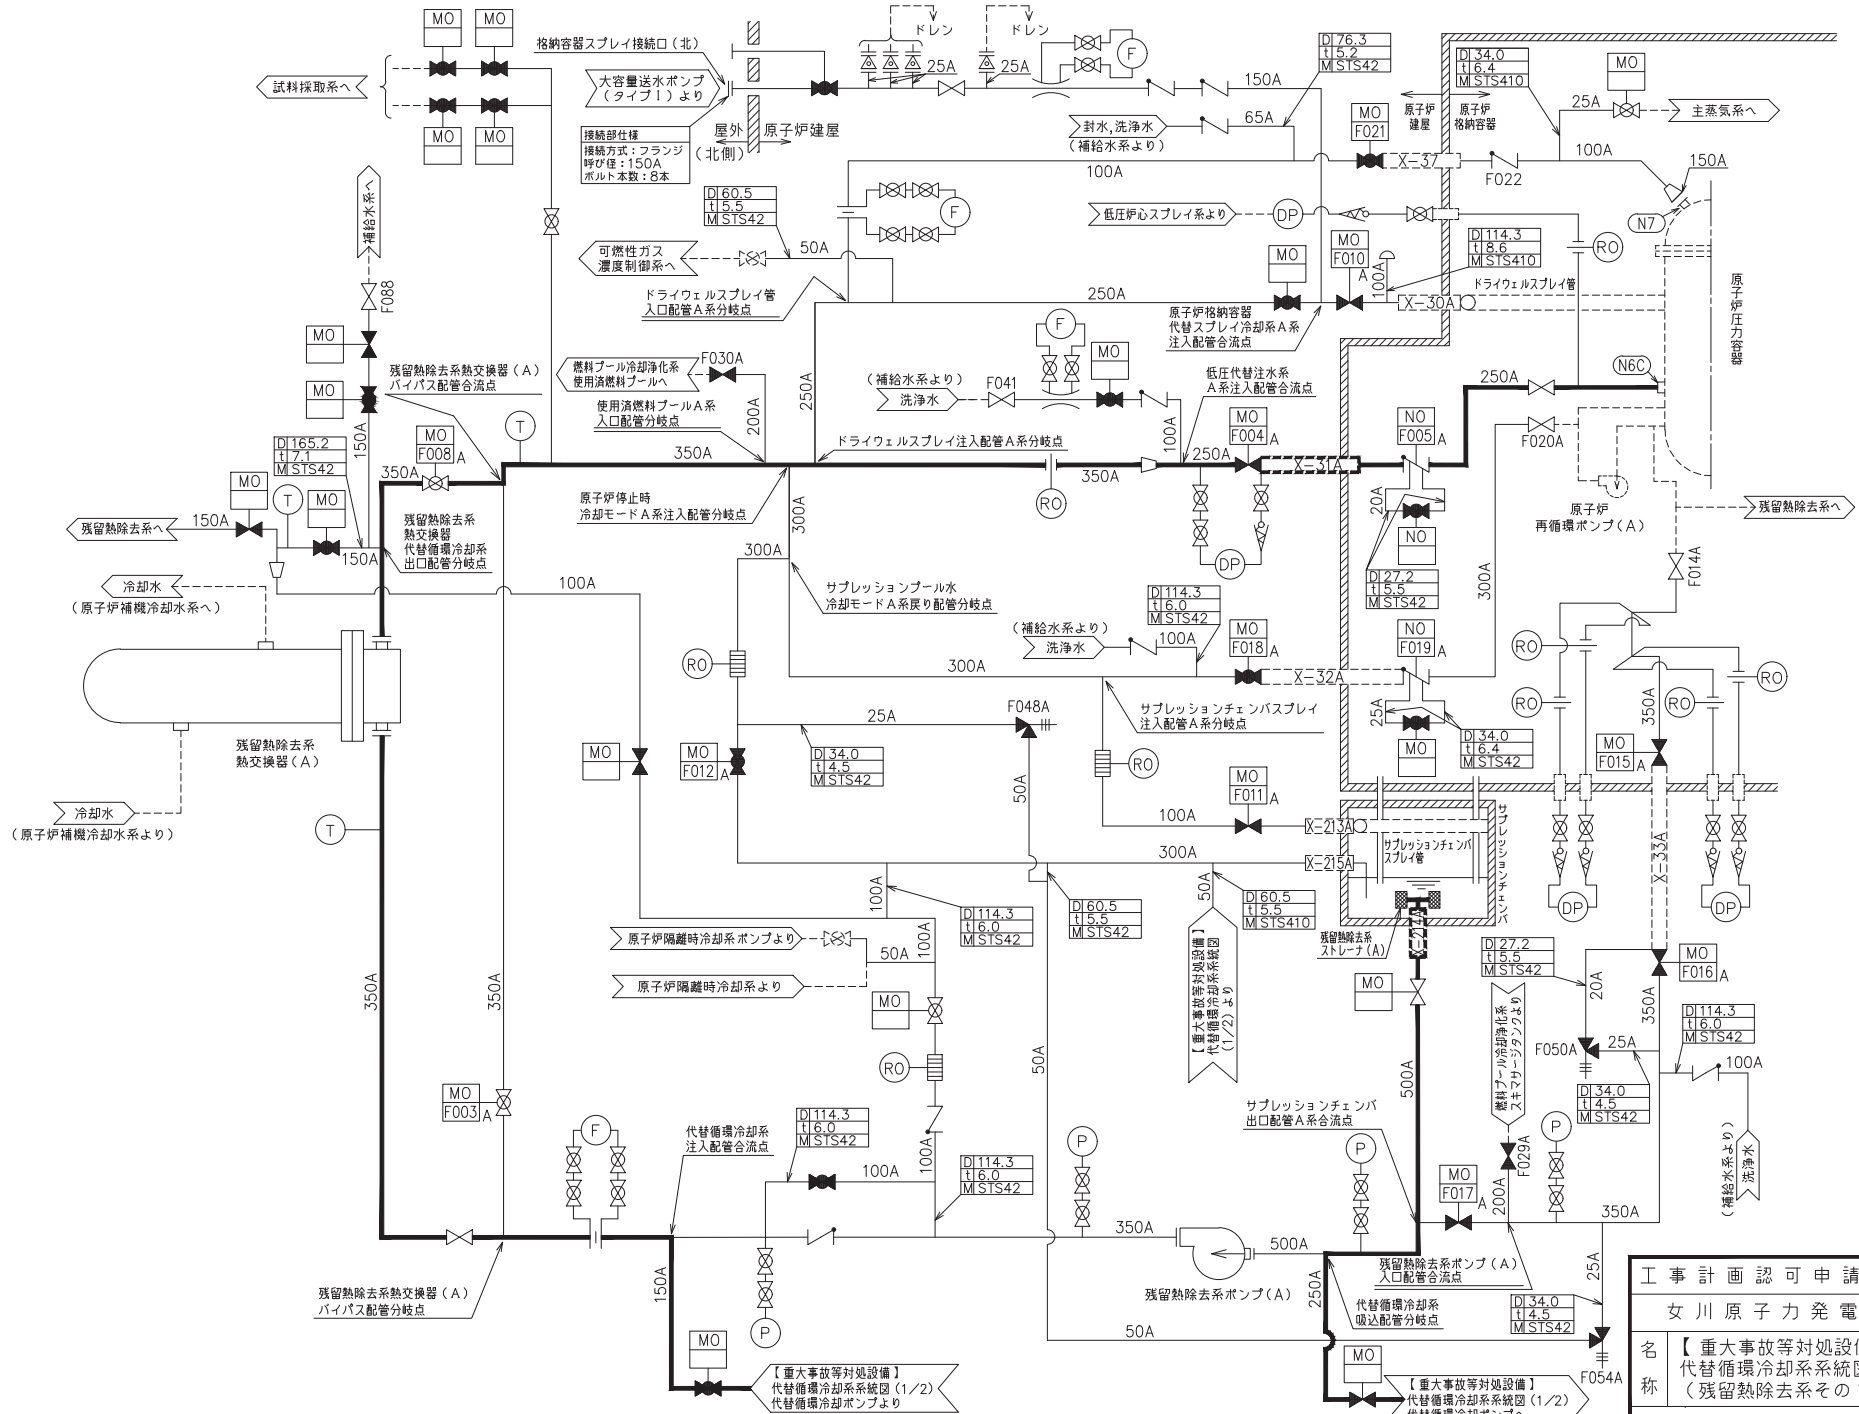 MO
MO
MO
MO
試料採取系へ
格納容器スプレイ接続口(北)
大容量送水ポンプ
(タイプⅠ)より
接続部仕様
接続方式:フランジ
呼び径:150A
ボルト本数:8本
屋外
原子炉建屋
(北側)
ドレン
ドレン
25A
25A
F
150A
D 76.3
t 5.2
M STS42
封水,洗浄水
(補給水系より)
65A
MO
F021
原子炉
建屋
原子炉
格納容器
D 34.0
t 6.4
M STS410
MO
25A
主蒸気系へ
X-37
F022
100A
150A
100A
N7
補給水系へ
F088
D 60.5
t 5.5
M STS42
F
可燃性ガス
濃度制御系へ
50A
低圧炉心スプレイ系より
DP
RO
D 114.3
t 8.6
M STS410
MO
MO
F010
A
100A
250A
X-30A
ドライウェルスプレイ管
ドライウェルスプレイ管
入口配管A系分岐点
原子炉格納容器
代替スプレイ冷却系A系
注入配管合流点
原子炉圧力容器
MO
MO
残留熱除去系熱交換器(A)
バイパス配管合流点
燃料プール冷却浄化系
使用済燃料プールへ
F030A
使用済燃料プールA系
入口配管分岐点
200A
250A
F
MO
(補給水系より)
洗浄水
F041
低圧代替注水系
A系注入配管合流点
100A
N6C
250A
F020A
T
D 165.2
t 7.1
M STS42
150A
MO
F008
A
350A
350A
ドライウェルスプレイ注入配管A系分岐点
350A
RO
250A
MO
F004
A
X-31A
NO
F005
A
20A
NO
原子炉停止時
冷却モードA系注入配管分岐点
300A
DP
D 27.2
t 5.5
M STS42
原子炉
再循環ポンプ(A)
残留熱除去系へ
MO
T
MO
残留熱除去系へ
150A
150A
残留熱除去系
熱交換器
代替循環冷却系
出口配管分岐点
冷却水
(原子炉補機冷却水系へ)
100A
300A
サプレッションプール水
冷却モードA系戻り配管分岐点
D 114.3
t 6.0
M STS42
(補給水系より)
洗浄水
100A
MO
F018
A
NO
F019
A
300A
F014A
RO
RO
300A
X-32A
25A
MO
D 34.0
t 6.4
M STS42
RO
RO
RO
350A
残留熱除去系
熱交換器(A)
冷却水
(原子炉補機冷却水系より)
25A
F048A
サプレッションチェンバスプレイ
注入配管A系分岐点
MO
MO
F012
A
D 34.0
t 4.5
M STS42
50A
RO
MO
F011
A
MO
F015
A
T
100A
X-213A
サプレッションチェンバ
スプレイ管
サプレッションチェンバ
300A
X-215A
X-33A
100A
D 114.3
t 6.0
M STS42
D 60.5
t 5.5
M STS42
50A
D 60.5
t 5.5
M STS410
DP
DP
残留熱除去系
ストレーナ(A)
原子炉隔離時冷却系ポンプより
50A
100A
原子炉隔離時冷却系より
350A
350A
MO
【重大事故等対処設備】
代替循環冷却系系統図
(1/2)より
MO
D 27.2
t 5.5
M STS42
20A
MO
F016
A
350A
燃料プール冷却浄化系
スキマサージタンクより
D 114.3
t 6.0
M STS42
F050A
25A
100A
RO
50A
500A
MO
F003
A
F
代替循環冷却系
注入配管合流点
D 114.3
t 6.0
M STS42
100A
100A
D 114.3
t 6.0
M STS42
P
サプレッションチェンバ
出口配管A系合流点
P
D 34.0
t 4.5
M STS42
P
F029A
MO
F017
A
200A
350A
(補給水系より)
洗浄水
350A
500A
残留熱除去系ポンプ(A)
残留熱除去系ポンプ(A)
入口配管合流点
25A
残留熱除去系熱交換器(A)
バイパス配管分岐点
150A
P
250A
代替循環冷却系
吸込配管分岐点
50A
D 34.0
t 4.5
M STS42
F054A
MO
【重大事故等対処設備】
代替循環冷却系系統図(1/2)
代替循環冷却ポンプより
MO
【重大事故等対処設備】
代替循環冷却系系統図(1/2)
工事計画認可申請
女川原子力発電
名称
【重大事故等対処設備
代替循環冷却系系統図
(残留熱除去系その